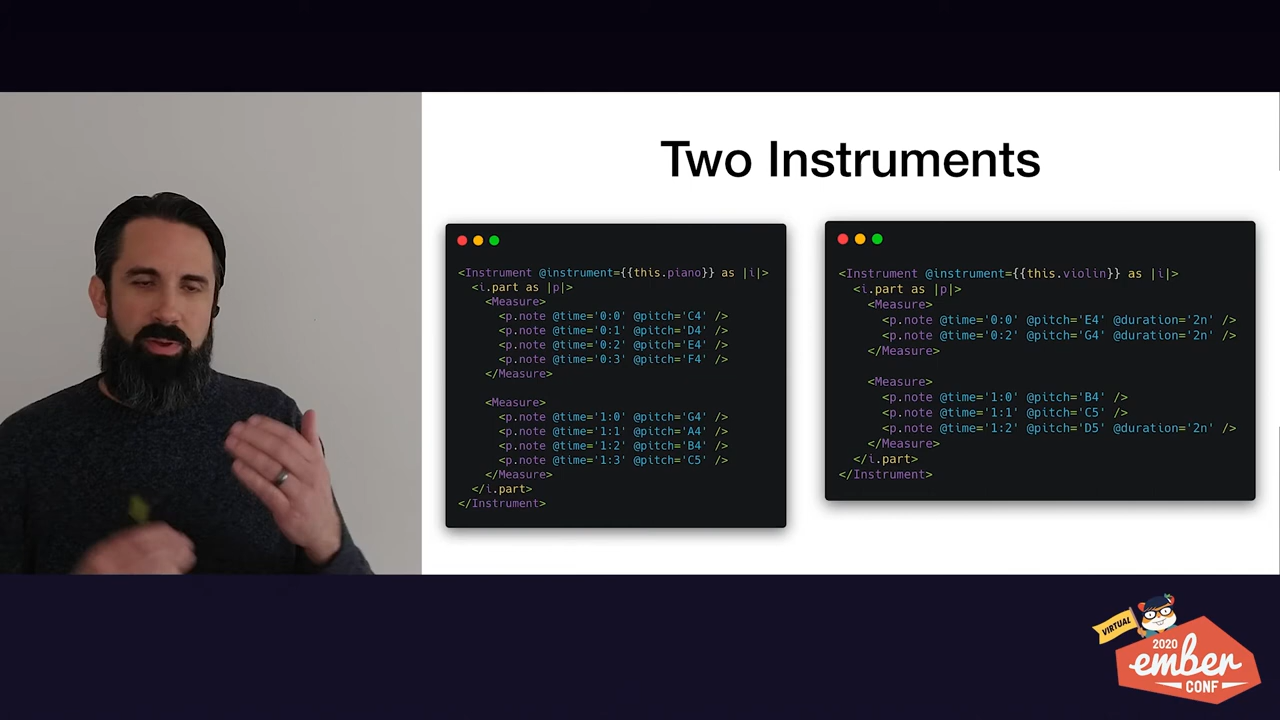 Two Instruments
<Instrument @instrument={{this.piano}} as |i|>
<i.part as |p|>
<Measure>
<p.note @time='0:0' @pitch='C4' />
<p.note @time='0:1' @pitch='D4' />
<p.note @time='0:2' @pitch='E4' />
<p.note @time='0:3' @pitch='F4' />
</Measure>
<Measure>
<p.note @time='1:0' @pitch='G4' />
<p.note @time='1:1' @pitch='A4' />
<p.note @time='1:2' @pitch='B4' />
<p.note @time='1:3' @pitch='C5' />
</Measure>
</i.part>
</Instrument>
<Instrument @instrument={{this.violin}} as |i|>
<i.part as |p|>
<Measure>
<p.note @time='0:0' @pitch='E4' @duration='2n' />
<p.note @time='0:2' @pitch='G4' @duration='2n' />
</Measure>
<Measure>
<p.note @time='1:0' @pitch='B4' />
<p.note @time='1:1' @pitch='C5' />
<p.note @time='1:2' @pitch='D5' @duration='2n' />
</Measure>
</i.part>
</Instrument>
VIRTUAL
2020
ember
CONF